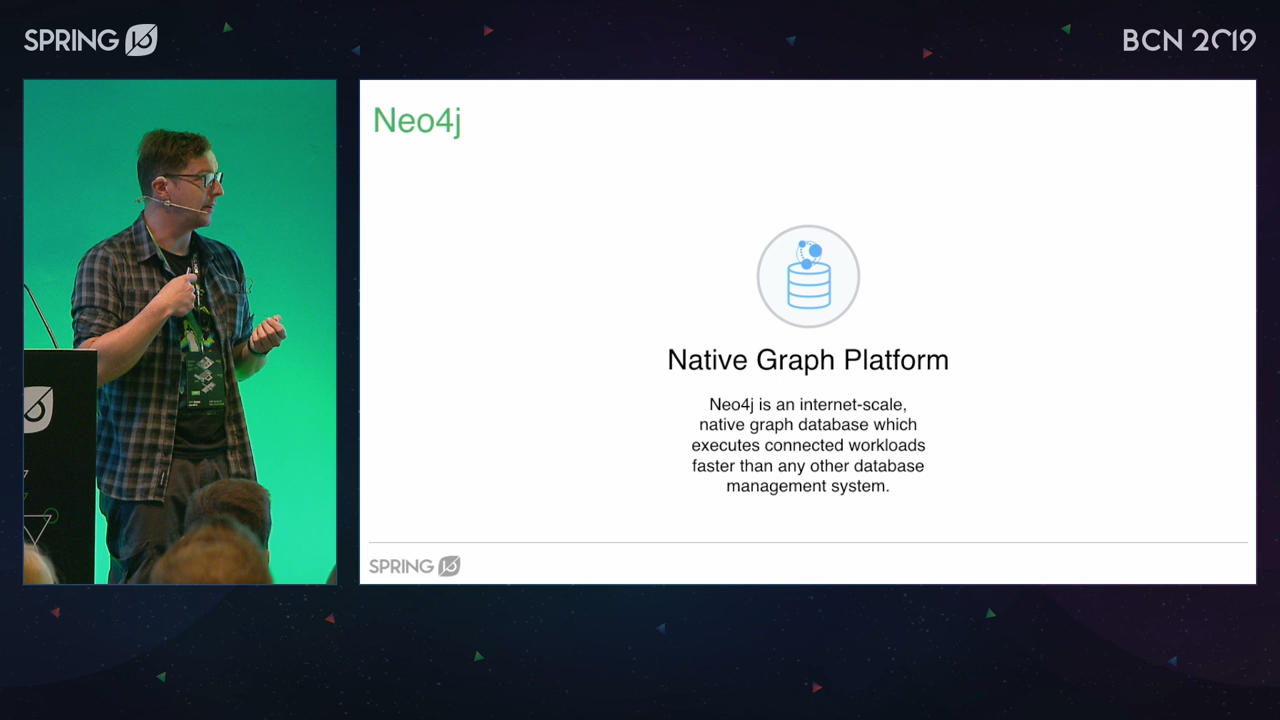 SPRING
BCN 2019
Neo4j
Native Graph Platform
Neo4j is an internet-scale,
native graph database which
executes connected workloads
faster than any other database
management system.
SPRING